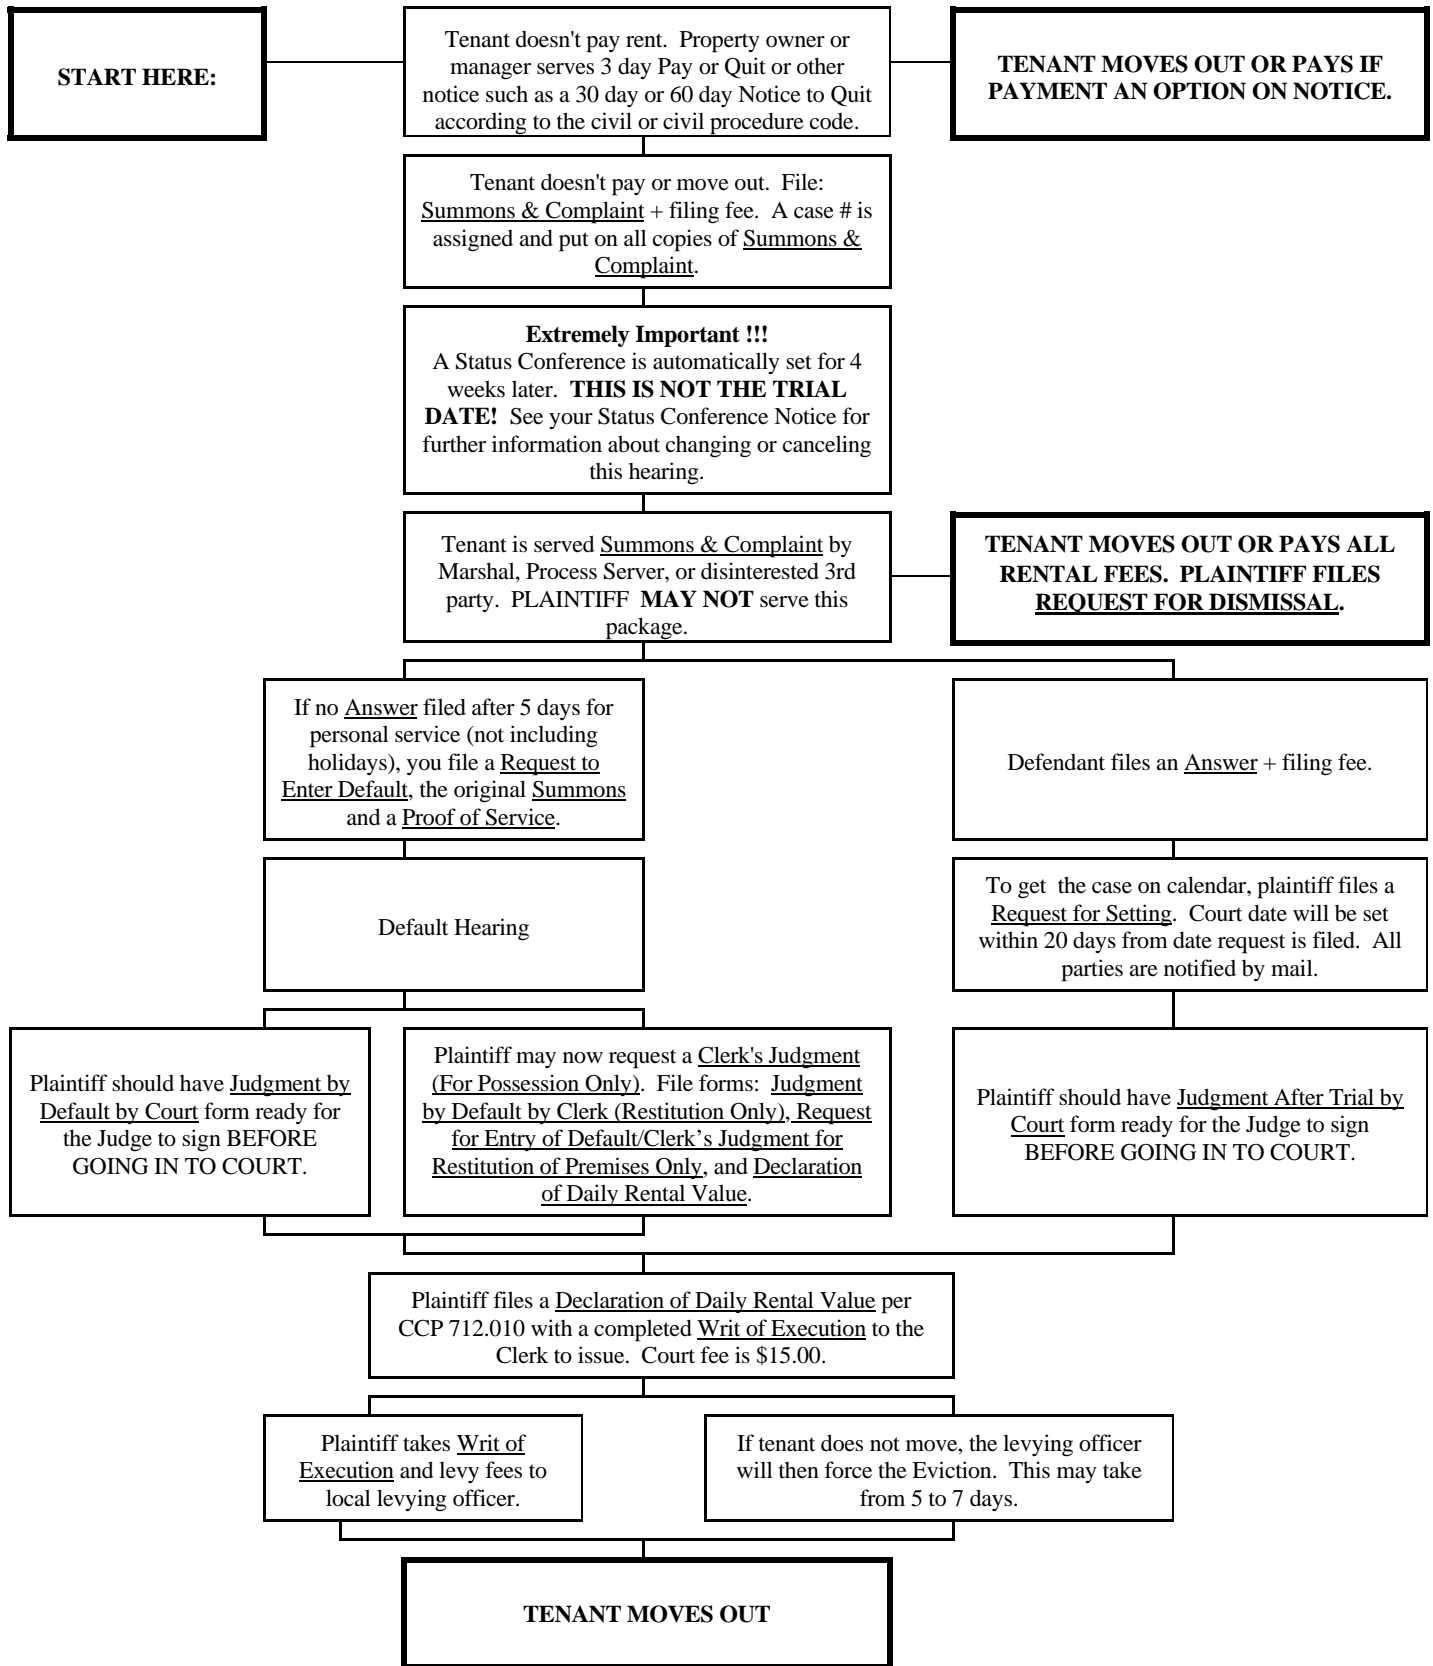 START HERE:
Tenant doesn't pay rent. Property owner or
manager serves 3 day Pay or Quit or other
notice such as a 30 day or 60 day Notice to Quit
according to the civil or civil procedure code.
TENANT MOVES OUT OR PAYS IF
PAYMENT AN OPTION ON NOTICE.
Tenant doesn't pay or move out. File:
Summons & Complaint + filing fee. A case # is
assigned and put on all copies of Summons &
Complaint.
Extremely Important !!!
A Status Conference is automatically set for 4
weeks later. THIS IS NOT THE TRIAL
DATE! See your Status Conference Notice for
further information about changing or canceling
this hearing.
Tenant is served Summons & Complaint by
Marshal, Process Server, or disinterested 3rd
party. PLAINTIFF MAY NOT serve this
package.
TENANT MOVES OUT OR PAYS ALL
RENTAL FEES. PLAINTIFF FILES
REQUEST FOR DISMISSAL.
If no Answer filed after 5 days for
personal service (not including
holidays), you file a Request to
Enter Default, the original Summons
and a Proof of Service.
Defendant files an Answer + filing fee.
Default Hearing
To get the case on calendar, plaintiff files a
Request for Setting. Court date will be set
within 20 days from date request is filed. All
parties are notified by mail.
Plaintiff should have Judgment by
Default by Court form ready for
the Judge to sign BEFORE
GOING IN TO COURT.
Plaintiff may now request a Clerk's Judgment
(For Possession Only). File forms: Judgment
by Default by Clerk (Restitution Only), Request
for Entry of Default/Clerk’s Judgment for
Restitution of Premises Only, and Declaration
of Daily Rental Value.
Plaintiff should have Judgment After Trial by
Court form ready for the Judge to sign
BEFORE GOING IN TO COURT.
Plaintiff files a Declaration of Daily Rental Value per
CCP 712.010 with a completed Writ of Execution to the
Clerk to issue. Court fee is $15.00.
Plaintiff takes Writ of
Execution and levy fees to
local levying officer.
If tenant does not move, the levying officer
will then force the Eviction. This may take
from 5 to 7 days.
TENANT MOVES OUT